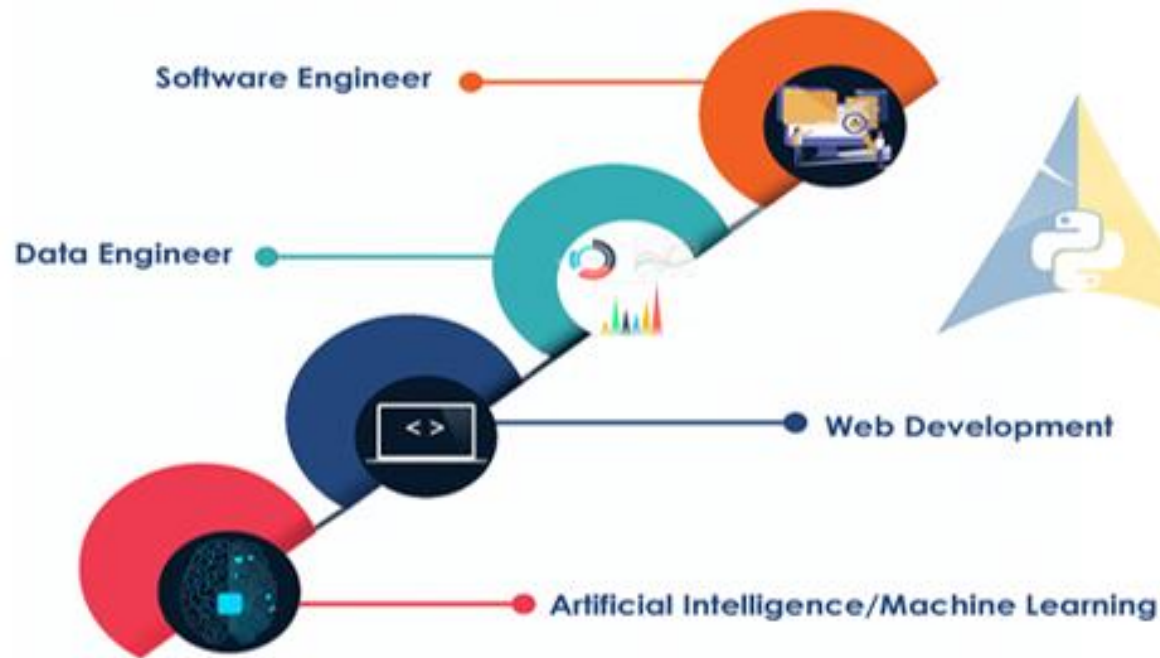 Software Engineer
Data Engineer
< >
Web Development
Artificial Intelligence/Machine Learning